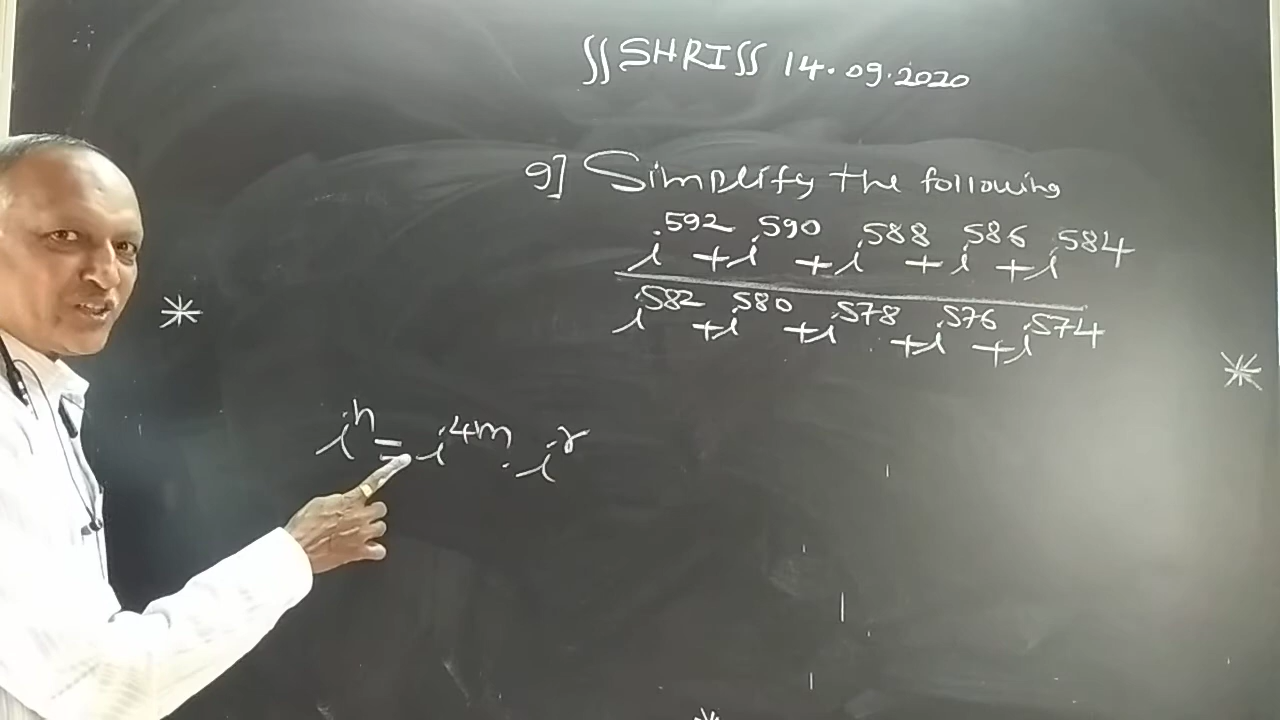 ∬ SHRI ∬ 14.09.2020
9] Simplify the following
i^592 + i^590 + i^588 + i^586 + i^584
i^582 + i^580 + i^578 + i^576 + i^574
i^n = i^4m . i^r